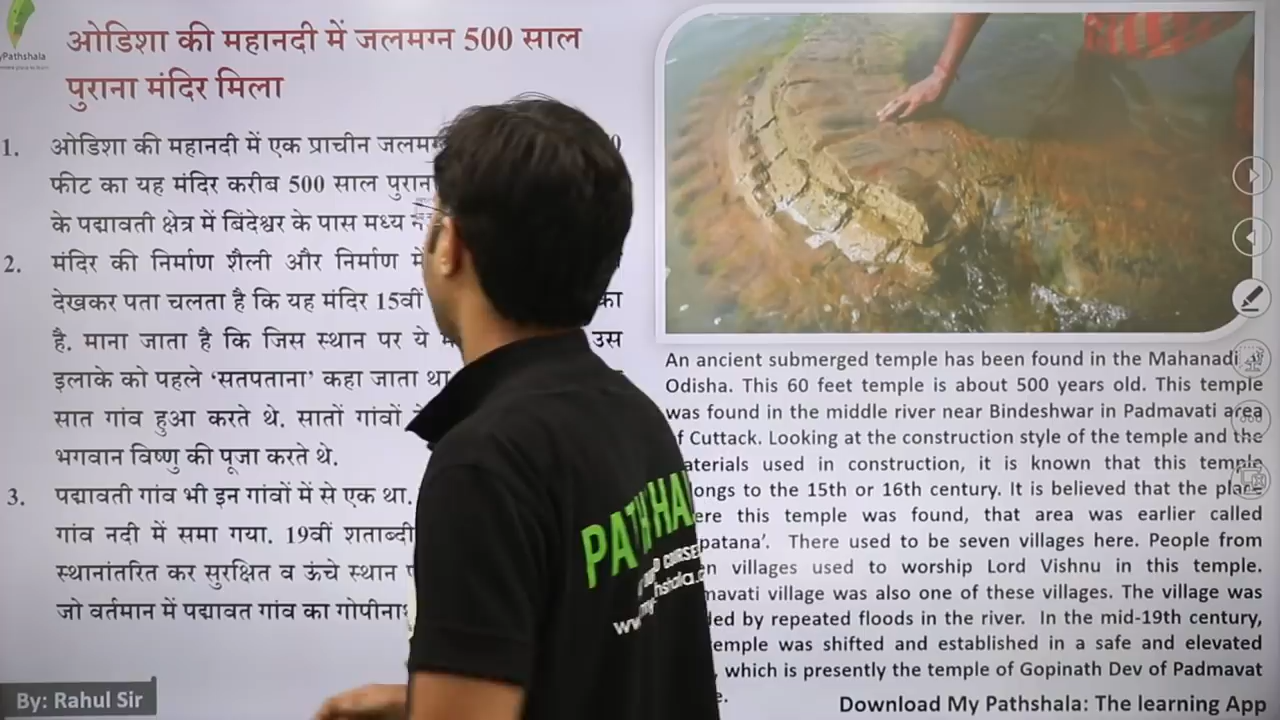 yPathshala
ओडिशा की महानदी में जलमग्न 500 साल
पुराना मंदिर मिला
1. ओडिशा की महानदी में एक प्राचीन
फीट का यह मंदिर करीब 500 साल
के पद्मावती क्षेत्र में बिंदेश्वर के पास मध्य
2. मंदिर की निर्माण शैली और निर्माण
देखकर पता चलता है कि यह मंदिर 15वीं का
है. माना जाता है कि जिस स्थान पर ये उस
इलाके को पहले ‘सतपताना’ कहा जाता था
सात गांव हुआ करते थे. सातों गांवों
भगवान विष्णु की पूजा करते थे.
3. पद्मावती गांव भी इन गांवों में से एक था.
गांव नदी में समा गया. 19वीं शताब्दी
स्थानांतरित कर सुरक्षित व ऊंचे स्थान
जो वर्तमान में पद्मावत गांव का
By: Rahul Sir
An ancient submerged temple has been found in the Mahanadi
Odisha. This 60 feet temple is about 500 years old. This temple
was found in the middle river near Bindeshwar in Padmavati area
of Cuttack. Looking at the construction style of the temple and the
aterials used in construction, it is known that this temple
ongs to the 15th or 16th century. It is believed that the place
ere this temple was found, that area was earlier called
patana’. There used to be seven villages here. People from
n villages used to worship Lord Vishnu in this temple.
mavati village was also one of these villages. The village was
ded by repeated floods in the river. In the mid-19th century,
emple was shifted and established in a safe and elevated
, which is presently the temple of Gopinath Dev of Padmavat
e.
Download My Pathshala: The learning App
PATHSHAL